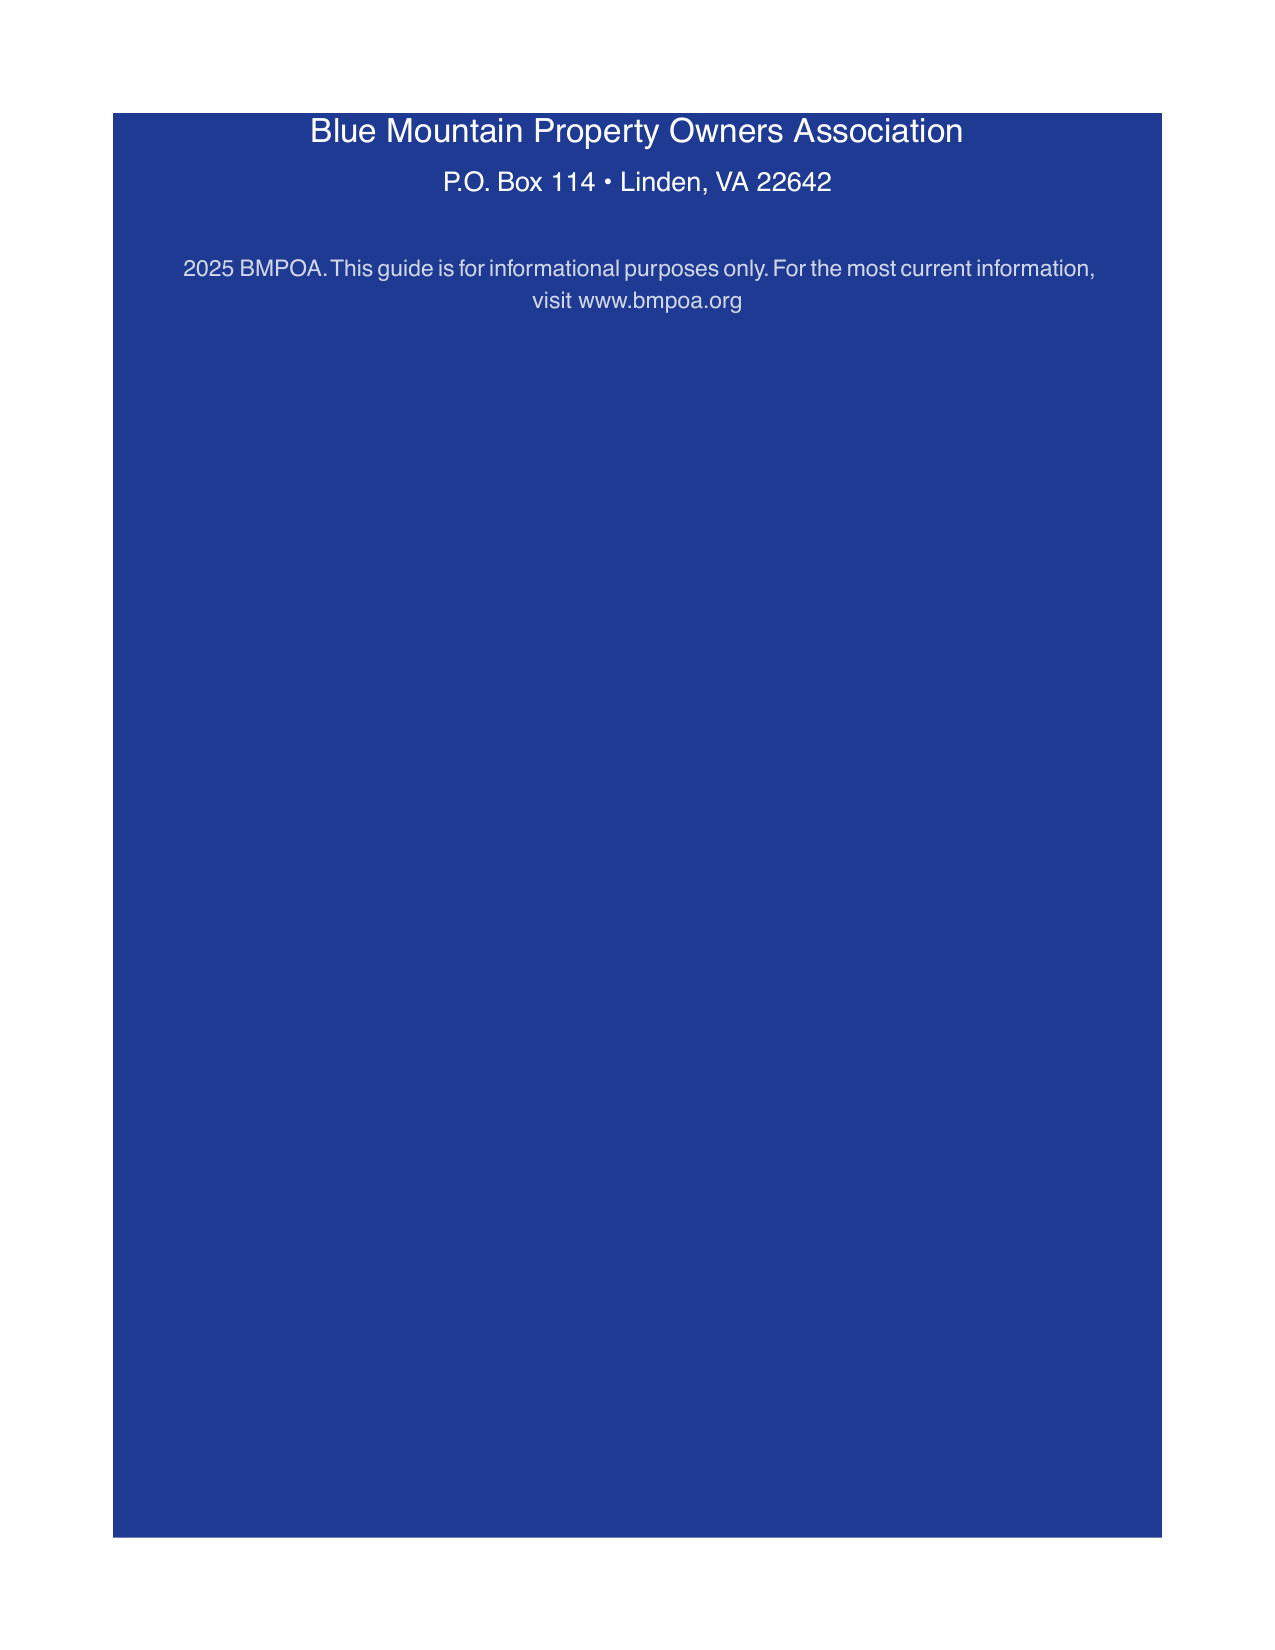 Blue Mountain Property Owners Association
P.O. Box 114 • Linden, VA 22642
2025 BMPOA. This guide is for informational purposes only. For the most current information,
visit www.bmpoa.org